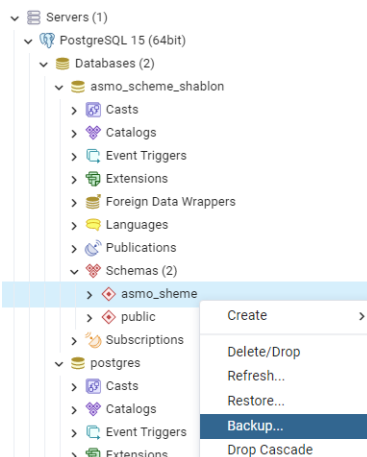 Servers (1)
PostgreSQL 15 (64bit)
Databases (2)
asmo_scheme_shablon
Casts
Catalogs
Event Triggers
Extensions
Foreign Data Wrappers
Languages
Publications
Schemas (2)
asmo_sheme
public
Create
Subscriptions
Delete/Drop
postgres
Refresh...
Casts
Restore...
Catalogs
Backup...
Event Triggers
Drop Cascade
Extensions